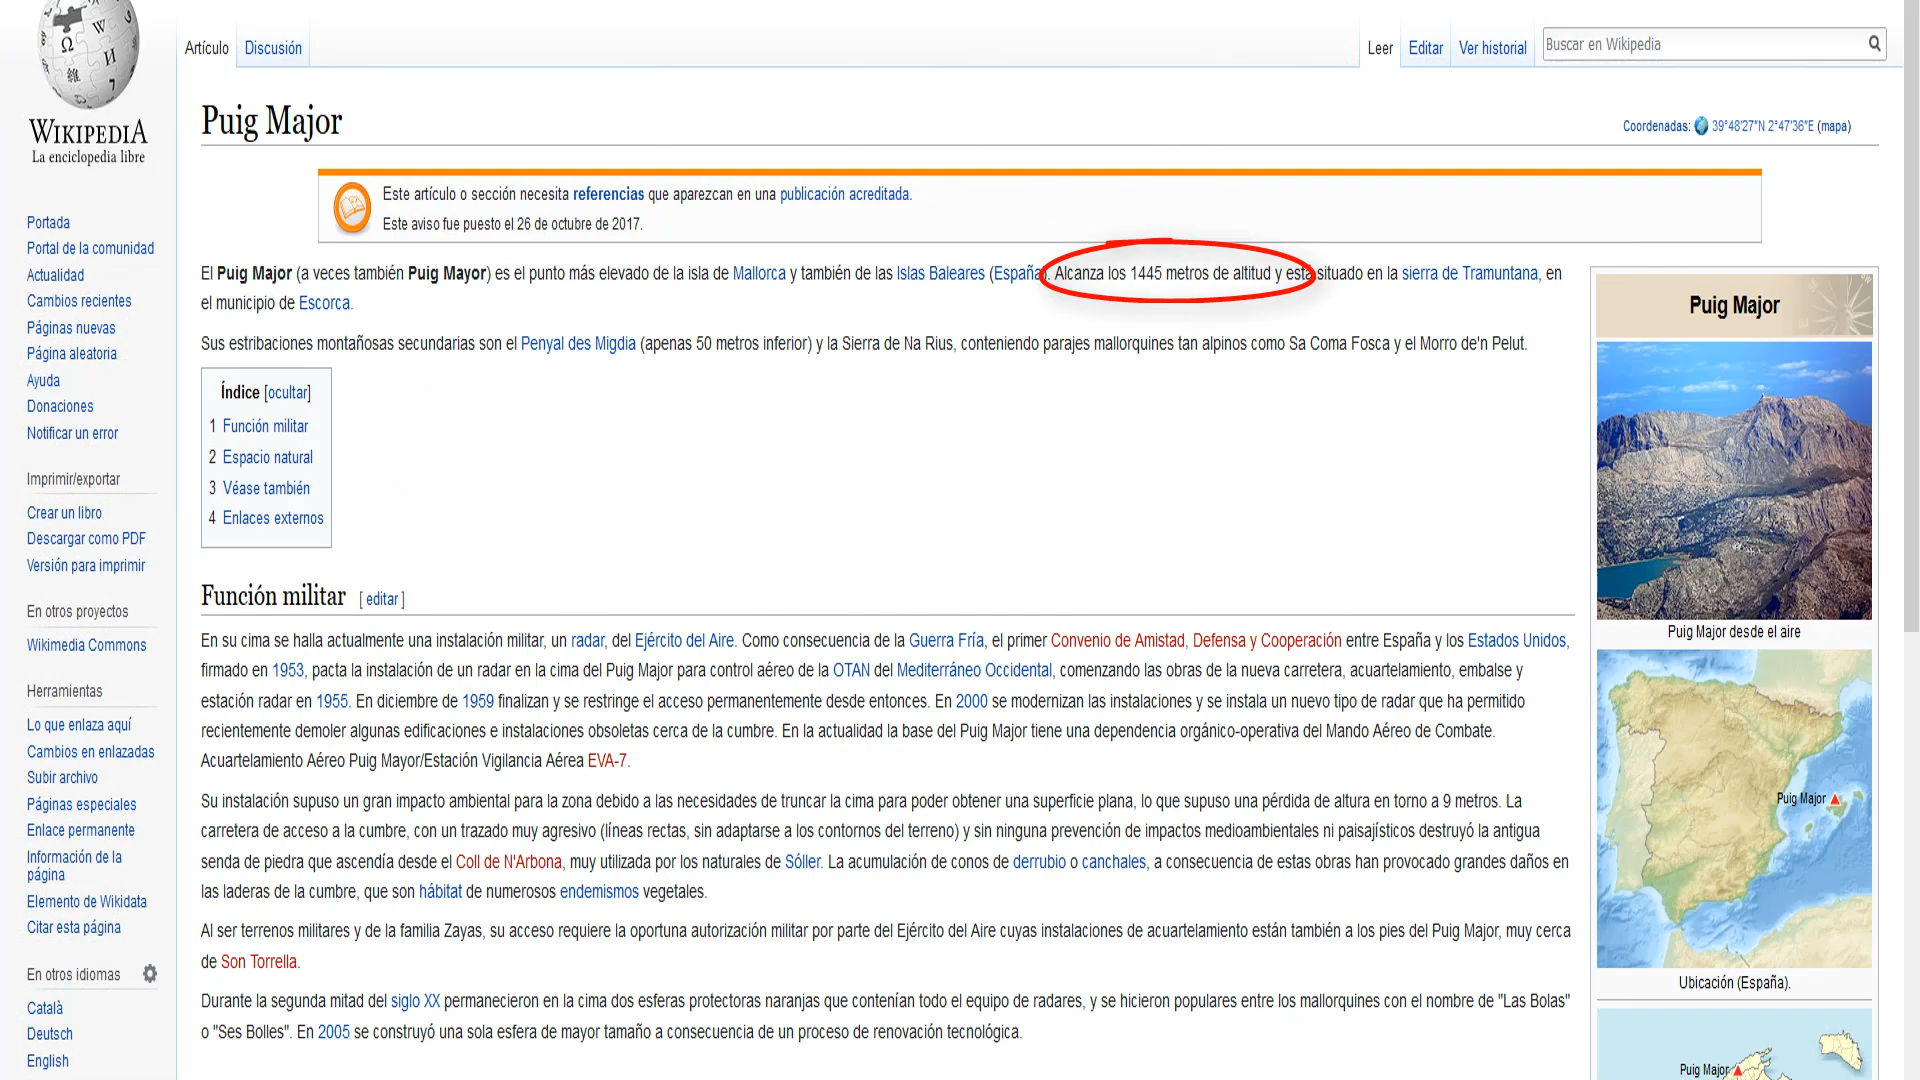 Artículo
Discusión
Leer
Editar
Ver historial
Buscar en Wikipedia
WIKIPEDIA
La enciclopedia libre
Portada
Portal de la comunidad
Actualidad
Cambios recientes
Páginas nuevas
Página aleatoria
Ayuda
Donaciones
Notificar un error
Imprimir/exportar
Crear un libro
Descargar como PDF
Versión para imprimir
En otros proyectos
Wikimedia Commons
Herramientas
Lo que enlaza aquí
Cambios en enlazadas
Subir archivo
Páginas especiales
Enlace permanente
Información de la
página
Elemento de Wikidata
Citar esta página
En otros idiomas
Català
Deutsch
English
Puig Major
Coordenadas: 39°48′27″N 2°47′36″E (mapa)
Este artículo o sección necesita referencias que aparezcan en una publicación acreditada.
Este aviso fue puesto el 26 de octubre de 2017.
El Puig Major (a veces también Puig Mayor) es el punto más elevado de la isla de Mallorca y también de las Islas Baleares (España). Alcanza los 1445 metros de altitud y está situado en la sierra de Tramuntana, en
el municipio de Escorca.
Sus estribaciones montañosas secundarias son el Penyal des Migdia (apenas 50 metros inferior) y la Sierra de Na Rius, conteniendo parajes mallorquines tan alpinos como Sa Coma Fosca y el Morro de'n Pelut.
Índice [ocultar]
1 Función militar
2 Espacio natural
3 Véase también
4 Enlaces externos
Función militar [ editar ]
En su cima se halla actualmente una instalación militar, un radar, del Ejército del Aire. Como consecuencia de la Guerra Fría, el primer Convenio de Amistad, Defensa y Cooperación entre España y los Estados Unidos,
firmado en 1953, pacta la instalación de un radar en la cima del Puig Major para control aéreo de la OTAN del Mediterráneo Occidental, comenzando las obras de la nueva carretera, acuartelamiento, embalse y
estación radar en 1955. En diciembre de 1959 finalizan y se restringe el acceso permanentemente desde entonces. En 2000 se modernizan las instalaciones y se instala un nuevo tipo de radar que ha permitido
recientemente demoler algunas edificaciones e instalaciones obsoletas cerca de la cumbre. En la actualidad la base del Puig Major tiene una dependencia orgánico-operativa del Mando Aéreo de Combate.
Acuartelamiento Aéreo Puig Mayor/Estación Vigilancia Aérea EVA-7.
Su instalación supuso un gran impacto ambiental para la zona debido a las necesidades de truncar la cima para poder obtener una superficie plana, lo que supuso una pérdida de altura en torno a 9 metros. La
carretera de acceso a la cumbre, con un trazado muy agresivo (líneas rectas, sin adaptarse a los contornos del terreno) y sin ninguna prevención de impactos medioambientales ni paisajísticos destruyó la antigua
senda de piedra que ascendía desde el Coll de N'Arbona, muy utilizada por los naturales de Sóller. La acumulación de conos de derrubio o canchales, a consecuencia de estas obras han provocado grandes daños en
las laderas de la cumbre, que son hábitat de numerosos endemismos vegetales.
Al ser terrenos militares y de la familia Zayas, su acceso requiere la oportuna autorización militar por parte del Ejército del Aire cuyas instalaciones de acuartelamiento están también a los pies del Puig Major, muy cerca
de Son Torrella.
Durante la segunda mitad del siglo XX permanecieron en la cima dos esferas protectoras naranjas que contenían todo el equipo de radares, y se hicieron populares entre los mallorquines con el nombre de "Las Bolas"
o "Ses Bolles". En 2005 se construyó una sola esfera de mayor tamaño a consecuencia de un proceso de renovación tecnológica.
Puig Major
Puig Major desde el aire
Puig Major
Ubicación (España).
Puig Major